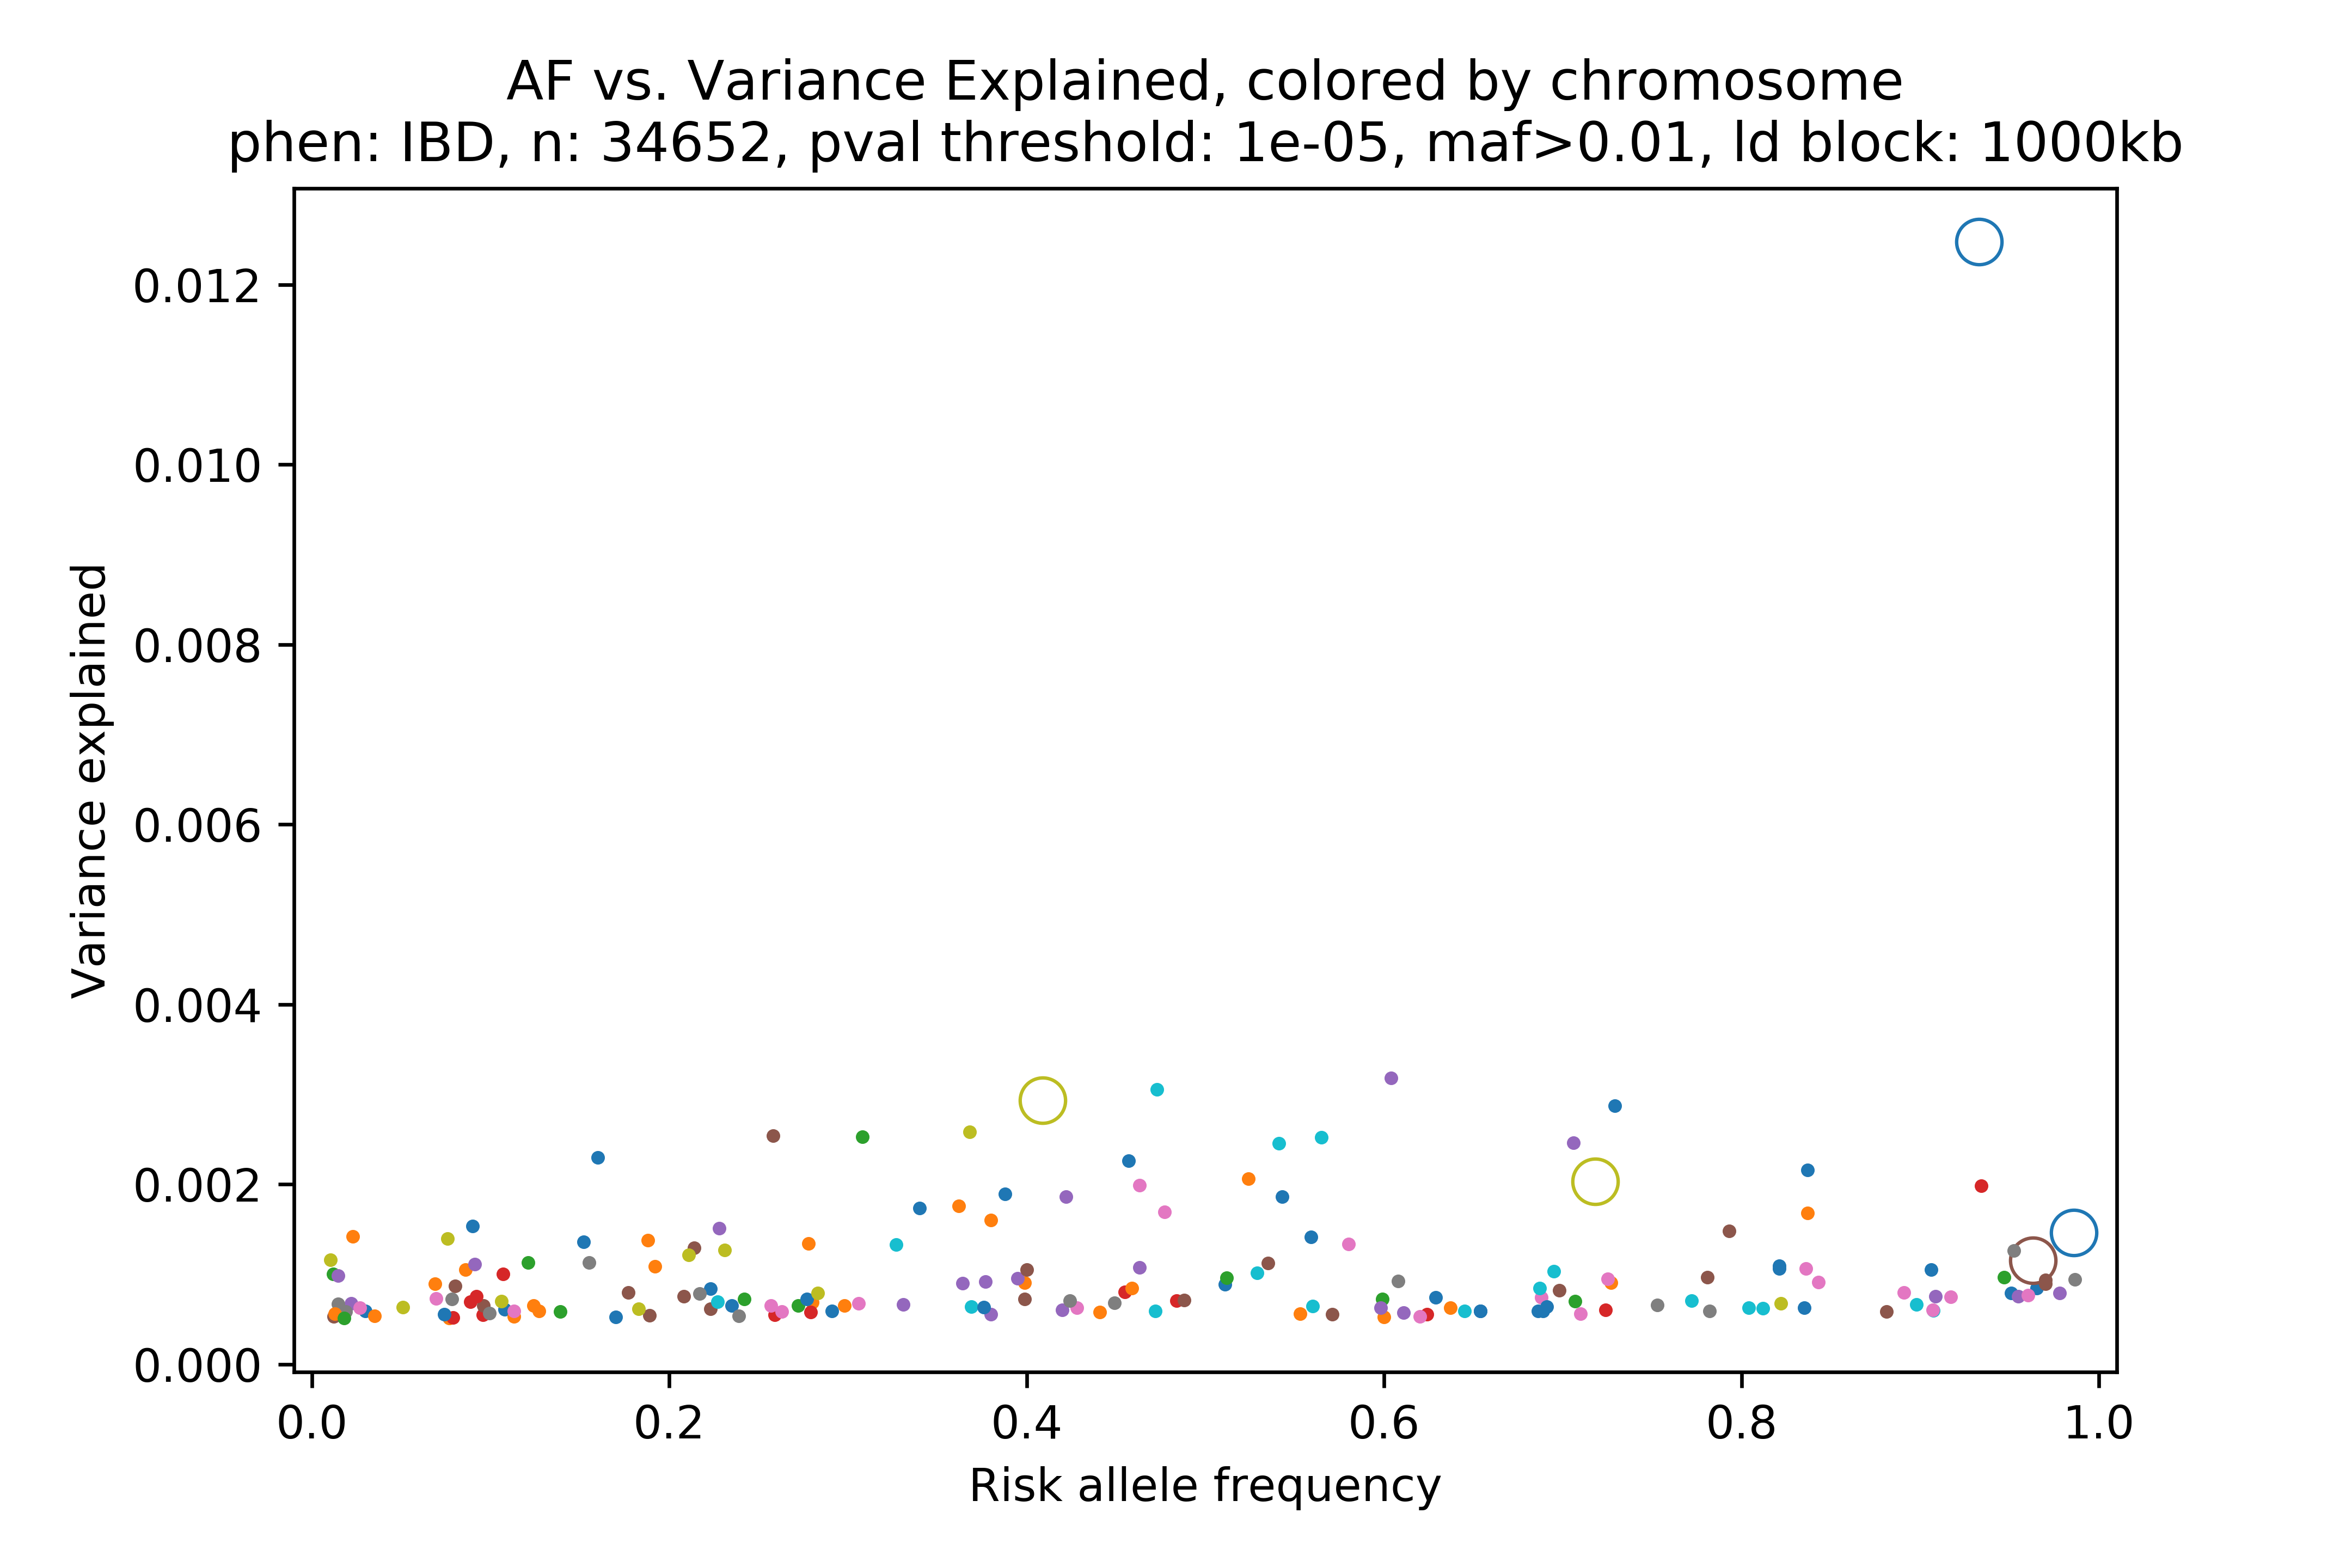 AF vs. Variance Explained, colored by chromosome
phen: IBD, n: 34652, pval threshold: 1e-05, maf>0.01, ld block: 1000kb
Variance explained
0.012
0.010
0.008
0.006
0.004
0.002
0.000
0.0 0.2 0.4 0.6 0.8 1.0
Risk allele frequency